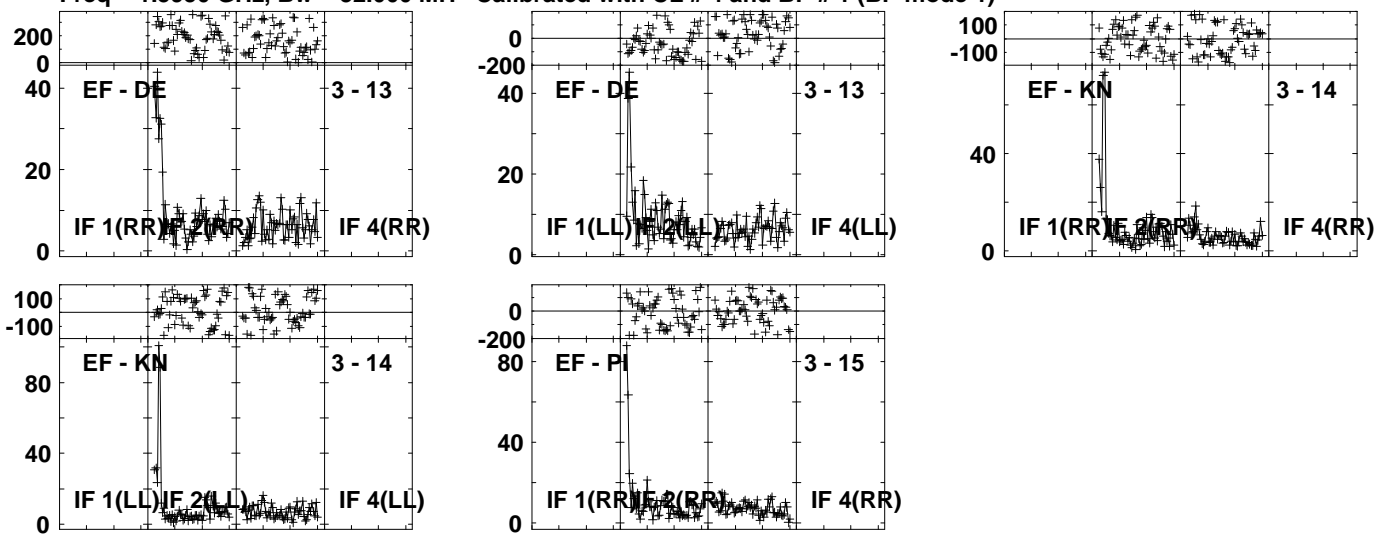 200
0
40
20
0
EF - DE
3 - 13
IF 1(RR)
IF 2(RR)
IF 4(RR)
0
-200
40
20
0
EF - DE
3 - 13
IF 1(LL)
IF 2(LL)
IF 4(LL)
100
-100
40
0
EF - KN
3 - 14
IF 1(RR)
IF 2(RR)
IF 4(RR)
100
-100
80
40
0
EF - KN
3 - 14
IF 1(LL)
IF 2(LL)
IF 4(LL)
0
-200
80
40
0
EF - PI
3 - 15
IF 1(RR)
IF 2(RR)
IF 4(RR)